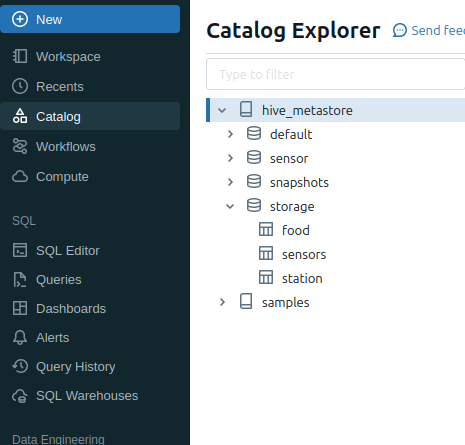 New
Workspace
Recents
Catalog
Workflows
Compute
SQL
SQL Editor
Queries
Dashboards
Alerts
Query History
SQL Warehouses
Data Engineering
Catalog Explorer
Send fee
Type to filter
hive_metastore
default
sensor
snapshots
storage
food
sensors
station
samples